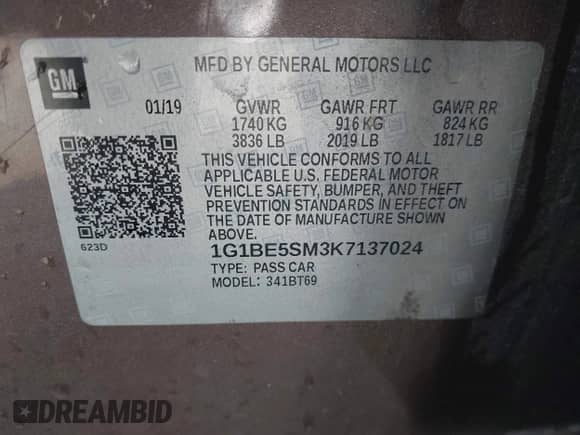 GM
MFD BY GENERAL MOTORS LLC
01/19 GVWR GAWR FRT GAWR RR
1740 KG 916 KG 824 KG
3836 LB 2019 LB 1817 LB
THIS VEHICLE CONFORMS TO ALL
APPLICABLE U.S. FEDERAL MOTOR
VEHICLE SAFETY, BUMPER, AND THEFT
PREVENTION STANDARDS IN EFFECT ON
THE DATE OF MANUFACTURE SHOWN
ABOVE.
623D
1G1BE5SM3K7137024
TYPE: PASS CAR
MODEL: 341BT69
DREAMBID